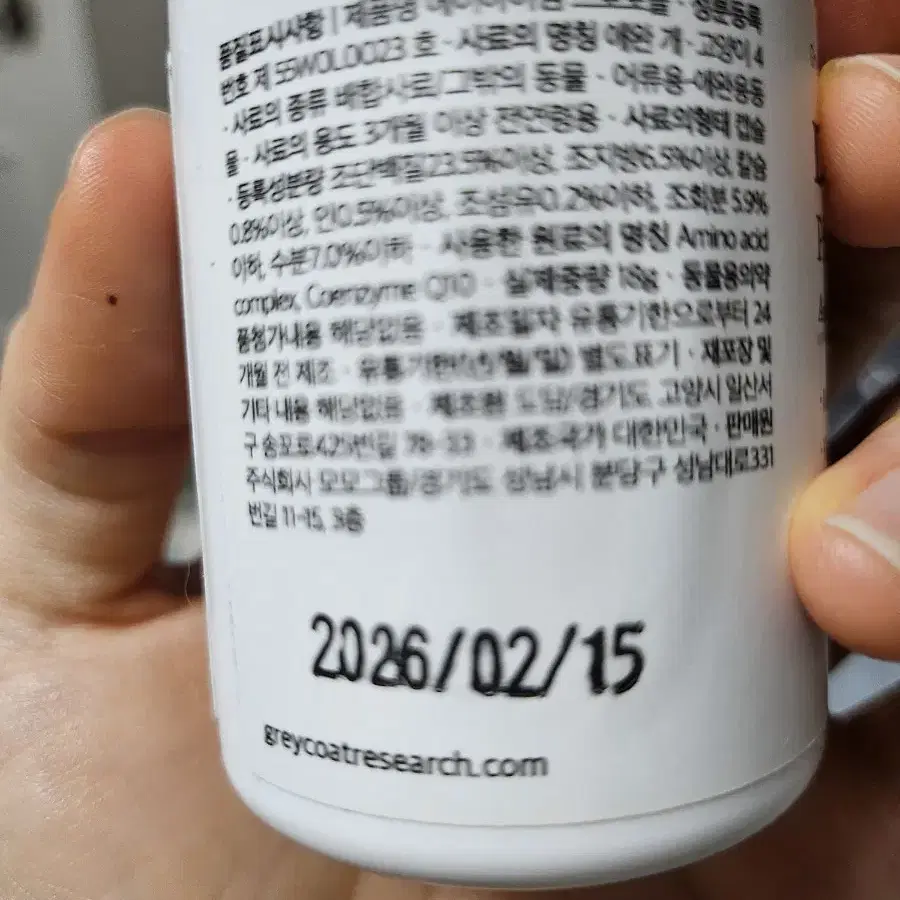 품질표시사항 | 제품명 · 성분등록
번호 제 55W0L0023 호 · 사료의 명칭 애완 개·고양이 4
· 사료의 종류 배합사료/그밖의 동물 · 어류용-애완용동
물 · 사료의 용도 3개월 이상 전연령용 · 사료의형태 캡슐
· 등록성분량 조단백질23.5%이상, 조지방6.5%이상, 칼슘
0.8%이상, 인0.5%이상, 조섬유0.2%이하, 조회분 5.9%
이하, 수분7.0%이하 · 사용한 원료의 명칭 Amino acid
complex, Coenzyme Q10 · 실제중량 18g · 동물용의약
품첨가내용 해당없음 · 제조일자 유통기한으로부터 24
개월 전 제조 · 유통기한 별도표기 · 재포장 및
기타 내용 해당없음 · 제조원 경기도 고양시 일산서
구 송포로425번길 78-33 · 제조국가 대한민국 · 판매원
주식회사 모모그룹/경기도 성남시 분당구 성남대로331
번길 11-15, 3층
2026/02/15
greycoatresearch.com